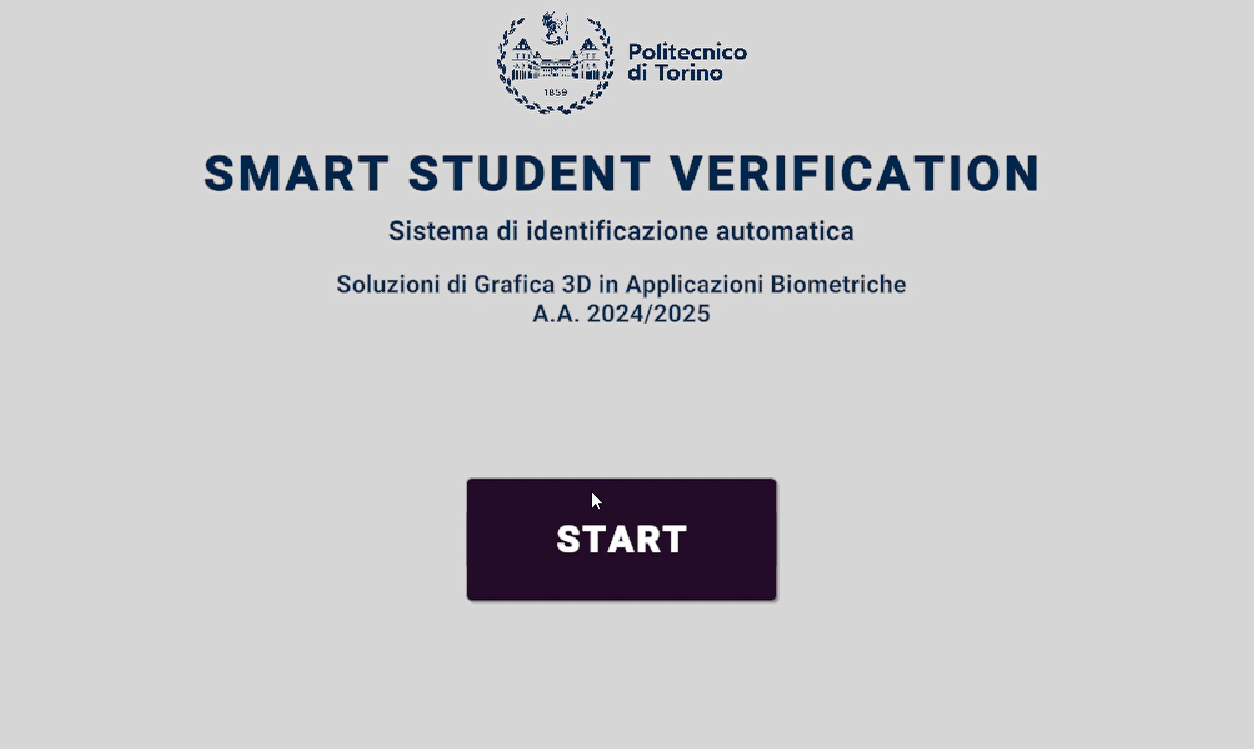 1859
Politecnico
di Torino
SMART STUDENT VERIFICATION
Sistema di identificazione automatica
Soluzioni di Grafica 3D in Applicazioni Biometriche
A.A. 2024/2025
START